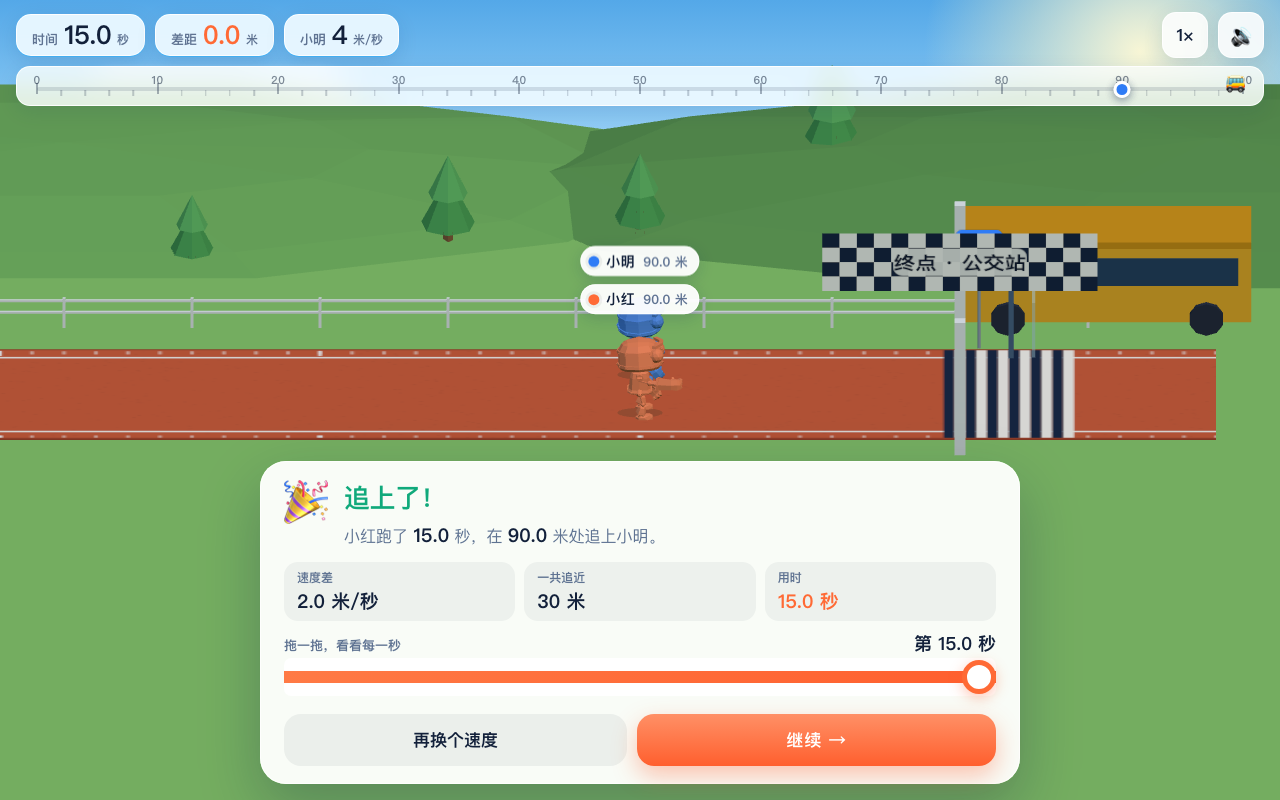 时间 15.0 秒
差距 0.0 米
小明 4 米/秒
1×
0 10 20 30 40 50 60 70 80 90
终点 · 公交站
小明 90.0 米
小红 90.0 米
追上了!
小红跑了 15.0 秒，在 90.0 米处追上小明。
速度差
2.0 米/秒
一共追近
30 米
用时
15.0 秒
拖一拖，看看每一秒
第 15.0 秒
再换个速度
继续 →